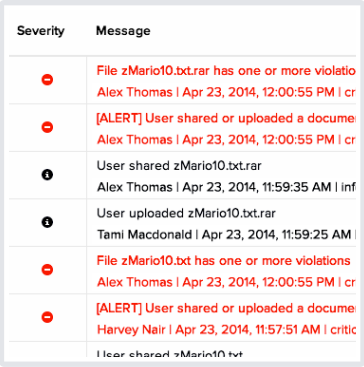 Severity Message
File zMario10.txt.rar has one or more violatio
Alex Thomas | Apr 23, 2014, 12:00:55 PM | cr
[ALERT] User shared or uploaded a docume
Alex Thomas | Apr 23, 2014, 12:00:55 PM | cr
User shared zMario10.txt.rar
Alex Thomas | Apr 23, 2014, 11:59:35 AM | inf
User uploaded zMario10.txt.rar
Tami Macdonald | Apr 23, 2014, 11:59:25 AM |
File zMario10.txt has one or more violations
Alex Thomas | Apr 23, 2014, 12:00:55 PM | cr
[ALERT] User shared or uploaded a docume
Harvey Nair | Apr 23, 2014, 11:57:51 AM | critic
User shared zMario10.txt